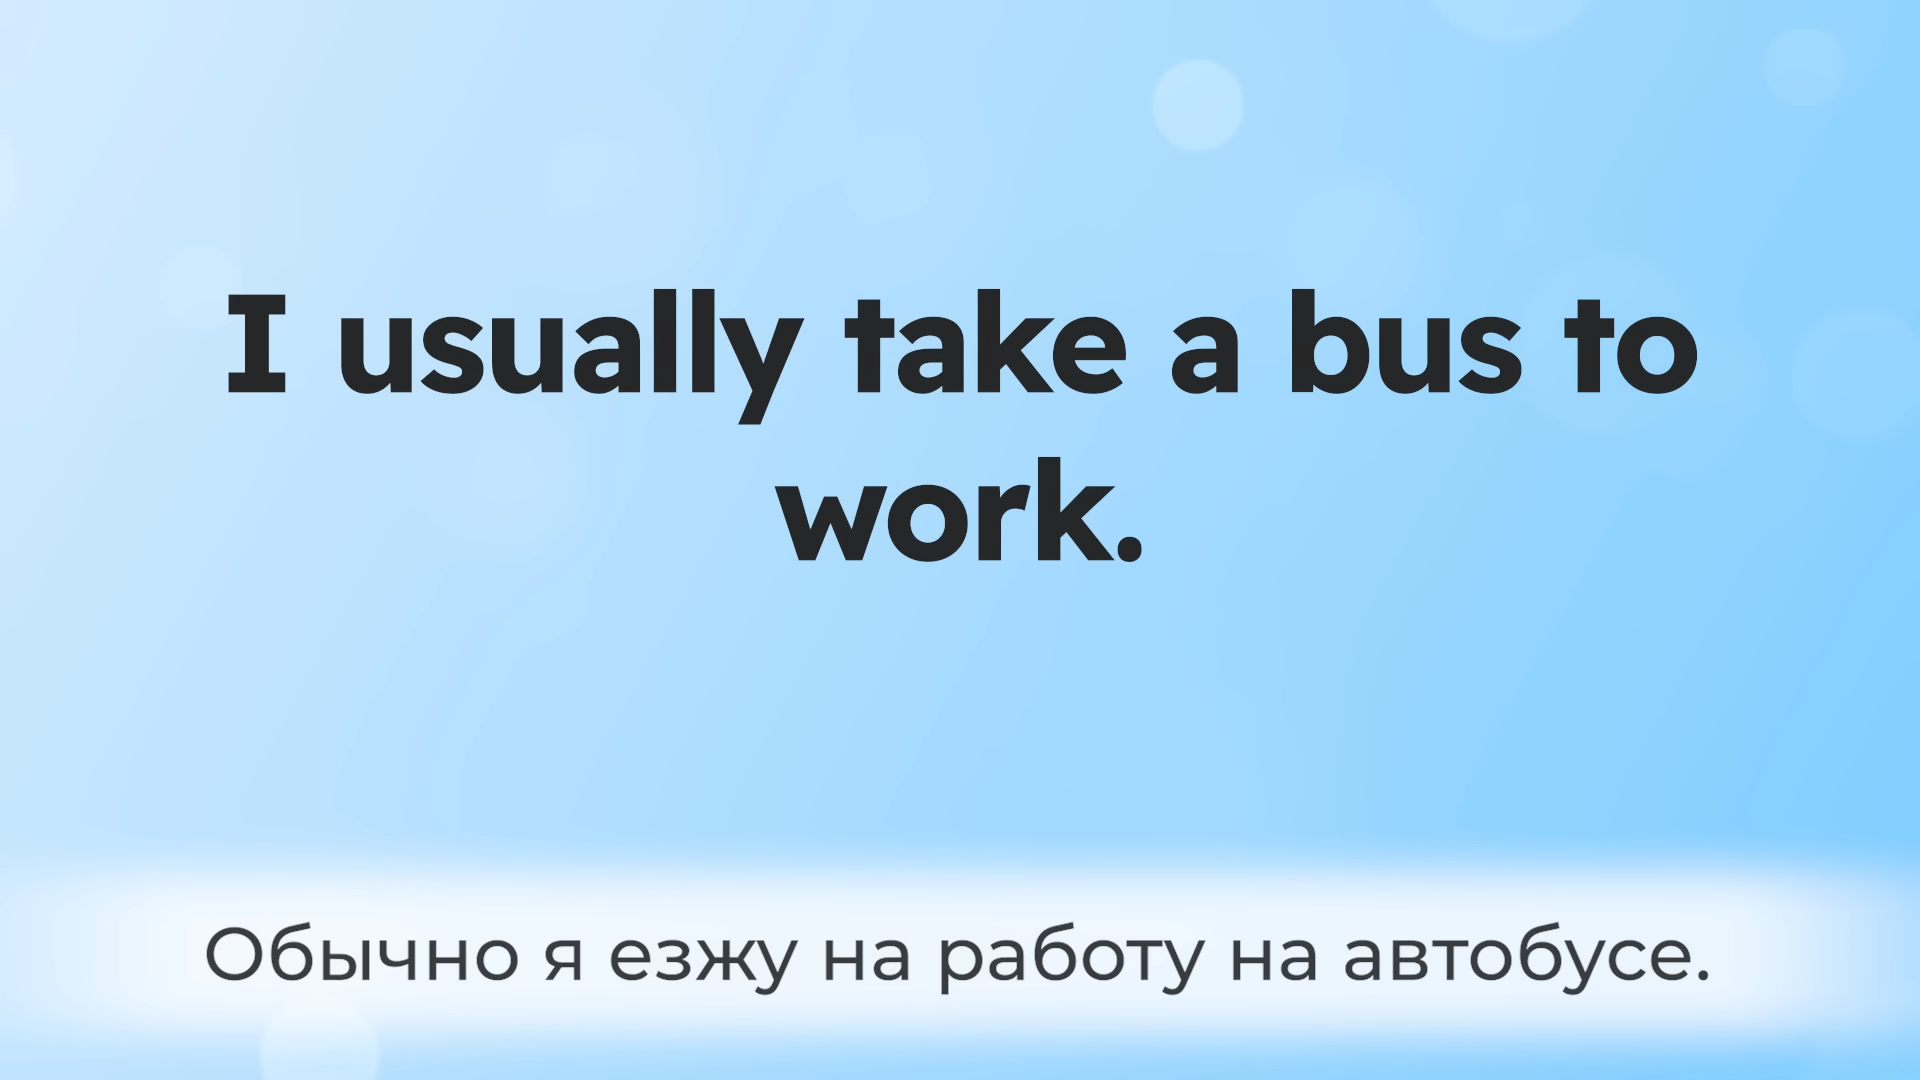 I usually take a bus to
work.
Обычно я езжу на работу на автобусе.